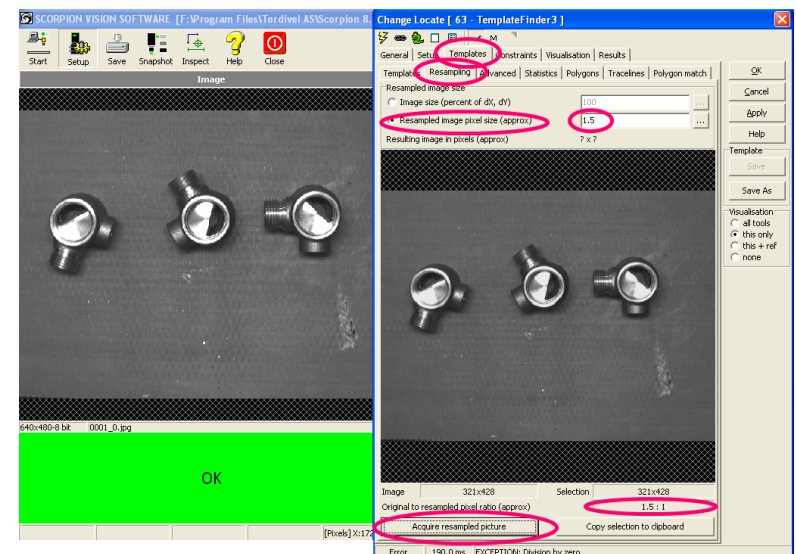 SCORPION VISION SOFTWARE [F:\Program Files\Tordivel AS\Scorpion 8.
Start Setup Save Snapshot Inspect Help Close
Image
640x480-8 bit 0001_0.jpg
OK
[Pixels] X:172
Change Locate [ 63 - TemplateFinder3 ]
M
General Templates Constraints Visualisation Results
Templates Resampling Advanced Statistics Polygons Tracelines Polygon match
Resampled image size
Image size (percent of dX, dY) 100 ...
Resampled image pixel size (approx) 1.5 ...
Resulting image in pixels (approx) ? x ?
Image 321x428 Selection 321x428
Original to resampled pixel ratio (approx) 1.5 : 1
Acquire resampled picture Copy selection to clipboard
Error 190.0 ms EXCEPTION: Division by zero
OK
Cancel
Apply
Help
Template
Save
Save As
Visualisation
all tools
this only
this + ref
none